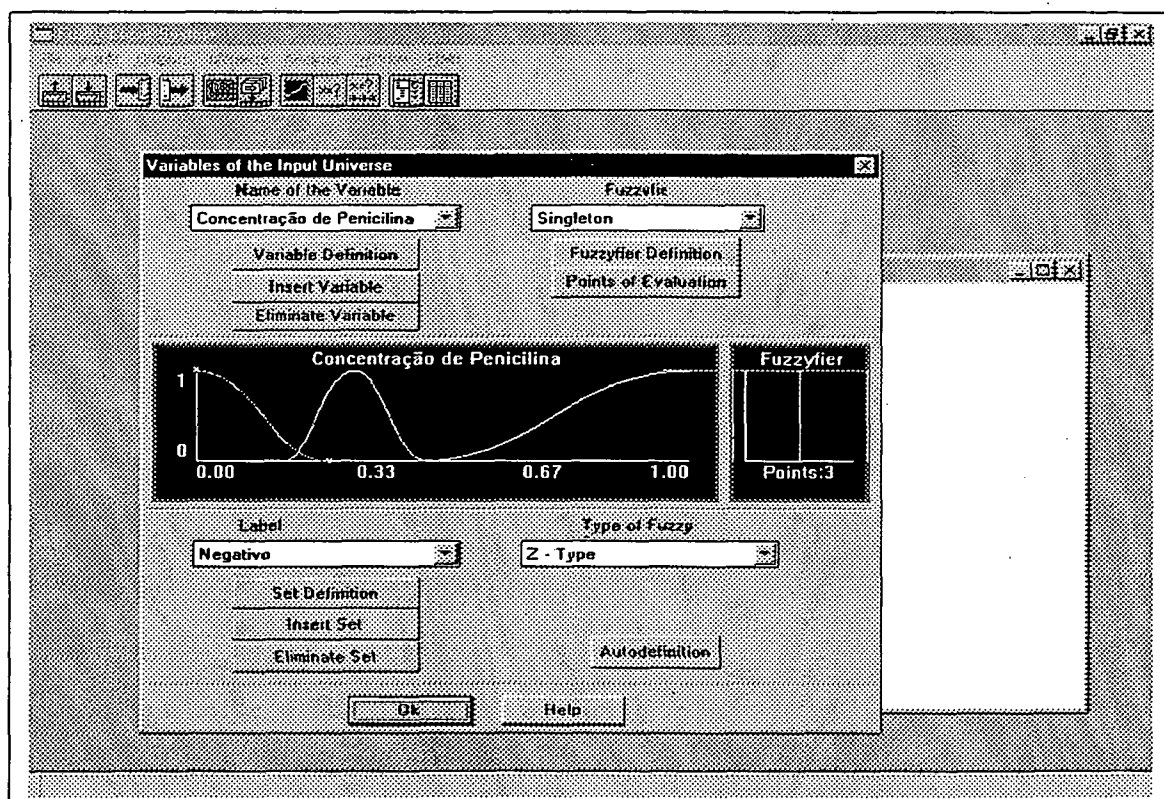 Variables of the Input Universe
Name of the Variable
Fuzzyfie
Concentração de Penicilina
Singleton
Variable Definition
Fuzzyfier Definition
Insert Variable
Points of Evaluation
Eliminate Variable
Concentração de Penicilina
Fuzzyfier
1
0
0.00 0.33 0.67 1.00
Points:3
Label
Type of Fuzzy
Negativo
Z - Type
Set Definition
Insert Set
Eliminate Set
Autodefinition
Ok
Help